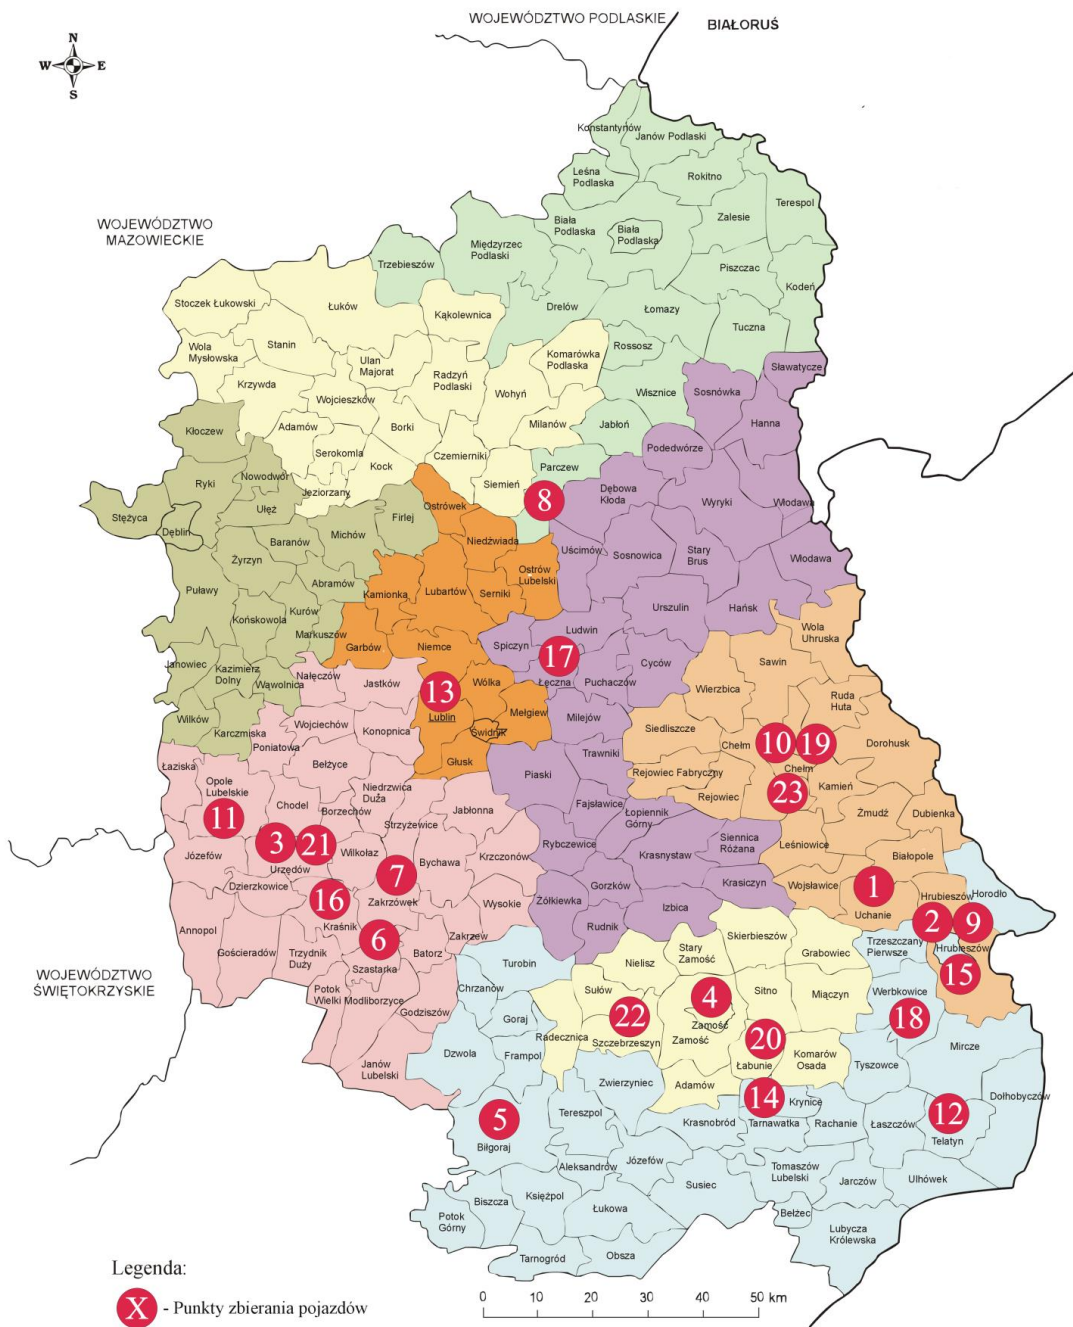 WOJEWÓDZTWO PODLASKIE
BIAŁORUŚ
N
W
E
S
Konstantynów
Janów Podlaski
Leśna
Podlaska
Rokitno
Terespol
WOJEWÓDZTWO
MAZOWIECKIE
Biała
Podlaska
Biała
Podlaska
Zalesie
Międzyrzec
Podlaski
Trzebieszów
Piszczac
Kodeń
Stoczek Łukowski
Łuków
Kąkolewnica
Drelów
Łomazy
Tuczna
Wola
Mysłowska
Stanin
Ulan
Majorat
Radzyń
Podlaski
Komarówka
Podlaska
Rossosz
Sławatycze
Krzywda
Wojcieszków
Wohyń
Wisznice
Sosnówka
Hanna
Kłoczew
Adamów
Borki
Milanów
Jabłoń
Podedwórze
Serokomla
Kock
Czemierniki
Parczew
Ryki
Nowodwór
Jeziorzany
Siemień
8
Dębowa
Kłoda
Wyryki
Włodawa
Stężyca
Dęblin
Ułęż
Michów
Firlej
Ostrówek
Niedźwiada
Baranów
Uścimów
Sosnowica
Stary
Brus
Włodawa
Żyrzyn
Abramów
Kamionka
Lubartów
Serniki
Ostrów
Lubelski
Puławy
Końskowola
Kurów
Markuszów
Urszulin
Hańsk
Wola
Uhruska
Garbów
Niemce
Spiczyn
Ludwin
17
Łęczna
Puchaczów
Cyców
Sawin
Janowiec
Kazimierz
Dolny
Wąwolnica
Nałęczów
Jastków
13
Lublin
Wólka
Mełgiew
Świdnik
Wierzbica
Ruda
Huta
Wilków
Karczmiska
Wojciechów
Poniatowa
Konopnica
Głusk
Milejów
Siedliszcze
Chełm
10
19
Dorohusk
Trawniki
Łaziska
Opole
Lubelskie
Bełżyce
Niedrzwica
Duża
Piaski
Rejowiec Fabryczny
Rejowiec
Chełm
23
Kamień
11
Chodel
Borzechów
Jabłonna
Fajsławice
Łopiennik
Górny
Żmudź
Dubienka
3
21
Strzyżewice
Rybczewice
Siennica
Różana
Leśniowice
Józefów
Urzędów
Wilkołaz
Bychawa
Krzczonów
Krasnystaw
Białopole
7
Dzierzkowice
Zakrzówek
Gorzków
Krasiczyn
Wojsławice
1
Uchanie
Hrubieszów
Horodło
16
Kraśnik
Wysokie
Żółkiewka
Izbica
Annopol
Rudnik
Skierbieszów
2
9
Gościeradów
Trzydnik
Duży
6
Szastarka
Batorz
Zakrzew
Turobin
Nielisz
Stary
Zamość
Grabowiec
Trzeszczany
Pierwsze
Hrubieszów
15
WOJEWÓDZTWO
ŚWIĘTOKRZYSKIE
Potok
Wielki
Modliborzyce
Godziszów
Chrzanów
Sułów
4
Sitno
Miączyn
Werbkowice
18
Goraj
22
Zamość
Radecznica
Szczebrzeszyn
Zamość
20
Mircze
Janów
Lubelski
Dzwola
Frampol
Łabunie
Komarów
Osada
Tyszowce
Zwierzyniec
Adamów
14
Krynice
Dołhobyczów
5
Biłgoraj
Tereszpol
Krasnobród
Tarnawatka
Rachanie
Łaszczów
12
Telatyn
Aleksandrów
Józefów
Tomaszów
Lubelski
Jarczów
Ulhówek
Potok
Górny
Biszcza
Księżpol
Łukowa
Susiec
Bełżec
Lubycza
Królewska
Tarnogród
Obsza
Legenda:
X - Punkty zbierania pojazdów
0 10 20 30 40 50 km